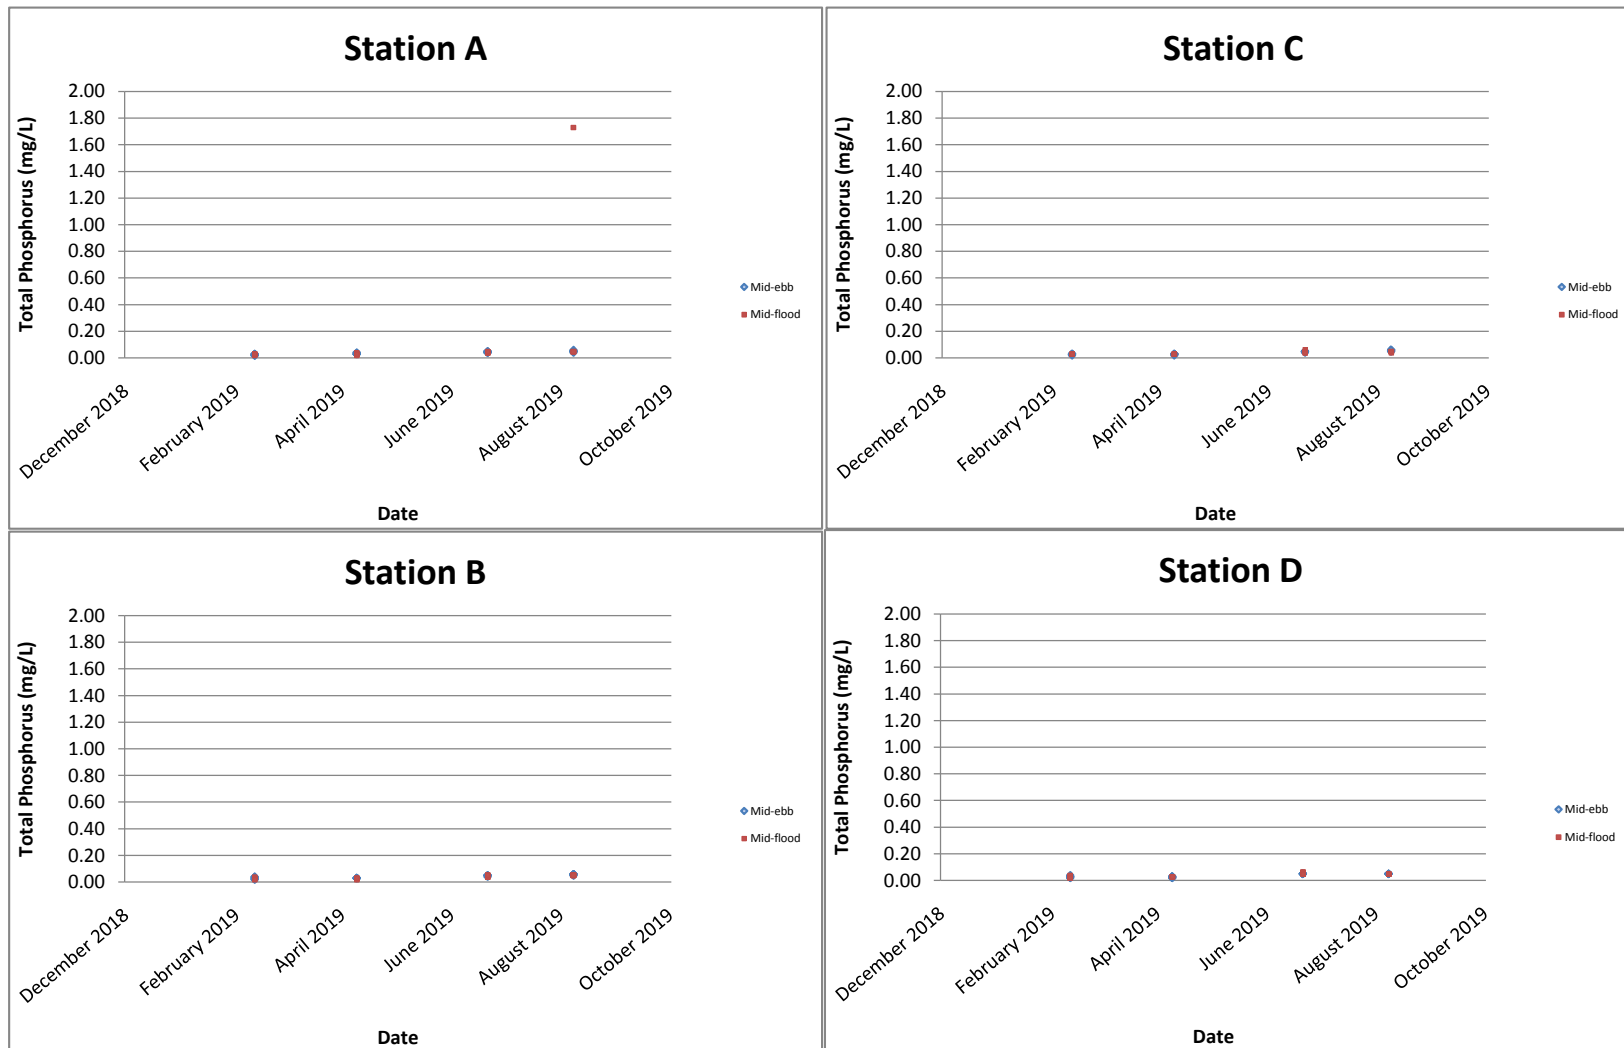 Station A
Total Phosphorus (mg/L)
2.00
1.80
1.60
1.40
1.20
1.00
0.80
0.60
0.40
0.20
0.00
December 2018
February 2019
April 2019
June 2019
August 2019
October 2019
Date
Mid-ebb
Mid-flood
Station C
Total Phosphorus (mg/L)
2.00
1.80
1.60
1.40
1.20
1.00
0.80
0.60
0.40
0.20
0.00
December 2018
February 2019
April 2019
June 2019
August 2019
October 2019
Date
Mid-ebb
Mid-flood
Station B
Total Phosphorus (mg/L)
2.00
1.80
1.60
1.40
1.20
1.00
0.80
0.60
0.40
0.20
0.00
December 2018
February 2019
April 2019
June 2019
August 2019
October 2019
Date
Mid-ebb
Mid-flood
Station D
Total Phosphorus (mg/L)
2.00
1.80
1.60
1.40
1.20
1.00
0.80
0.60
0.40
0.20
0.00
December 2018
February 2019
April 2019
June 2019
August 2019
October 2019
Date
Mid-ebb
Mid-flood